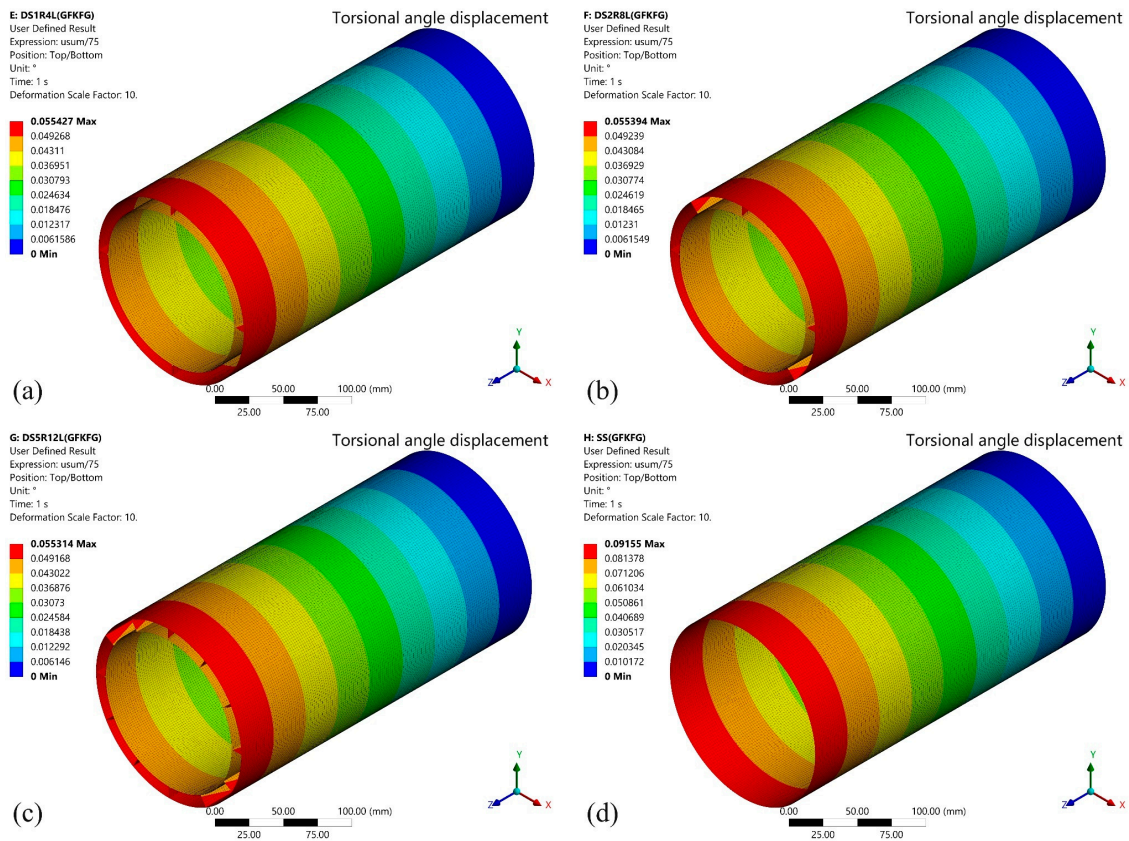 E: DS1R4L(GFKFG)
User Defined Result
Expression: usum/75
Position: Top/Bottom
Unit: °
Time: 1 s
Deformation Scale Factor: 10.
Torsional angle displacement
0.055427 Max
0.049268
0.04311
0.036951
0.030793
0.024634
0.018476
0.012317
0.0061586
0 Min
Y
Z
X
0.00
50.00
100.00 (mm)
25.00
75.00
(a)
F: DS2R8L(GFKFG)
User Defined Result
Expression: usum/75
Position: Top/Bottom
Unit: °
Time: 1 s
Deformation Scale Factor: 10.
Torsional angle displacement
0.055394 Max
0.049239
0.043084
0.036929
0.030774
0.024619
0.018465
0.01231
0.0061549
0 Min
Y
Z
X
0.00
50.00
100.00 (mm)
25.00
75.00
(b)
G: DS5R12L(GFKFG)
User Defined Result
Expression: usum/75
Position: Top/Bottom
Unit: °
Time: 1 s
Deformation Scale Factor: 10.
Torsional angle displacement
0.055314 Max
0.049168
0.043022
0.036876
0.03073
0.024584
0.018438
0.012292
0.006146
0 Min
Y
Z
X
0.00
50.00
100.00 (mm)
25.00
75.00
(c)
H: SS(GFKFG)
User Defined Result
Expression: usum/75
Position: Top/Bottom
Unit: °
Time: 1 s
Deformation Scale Factor: 10.
Torsional angle displacement
0.09155 Max
0.081378
0.071206
0.061034
0.050861
0.040689
0.030517
0.020345
0.010172
0 Min
Y
Z
X
0.00
50.00
100.00 (mm)
25.00
75.00
(d)